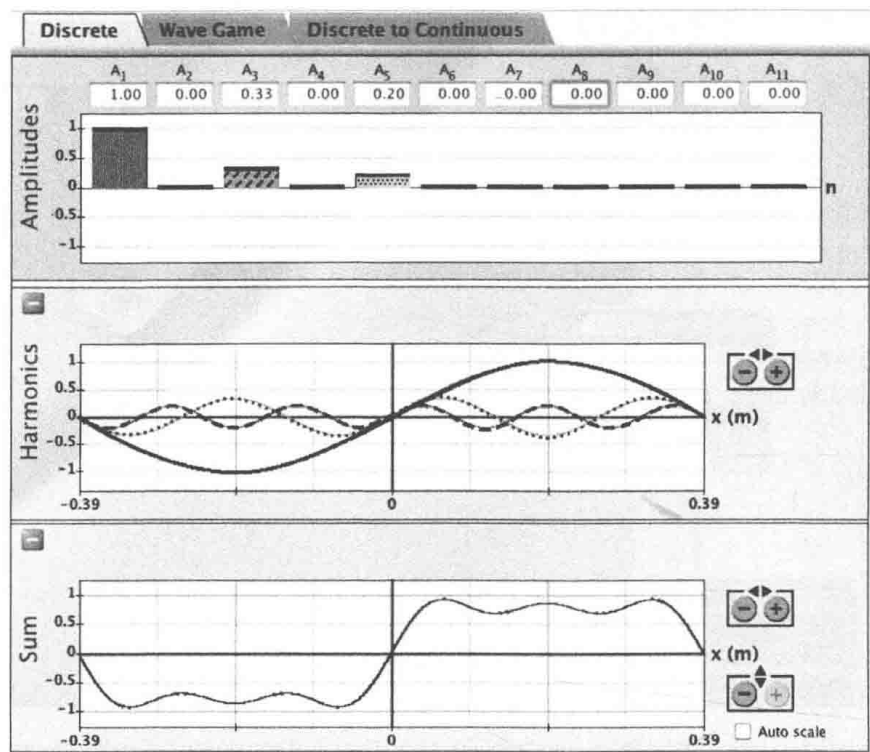 Discrete Wave Game Discrete to Continuous
A1 A2 A3 A4 A5 A6 A7 A8 A9 A10 A11
1.00 0.00 0.33 0.00 0.20 0.00 -0.00 0.00 0.00 0.00 0.00
Amplitudes
1
0.5
0
-0.5
-1
n
Harmonics
1
0.5
0
-0.5
-1
x (m)
-0.39 0 0.39
Sum
1
0.5
0
-0.5
-1
x (m)
-0.39 0 0.39
Auto scale